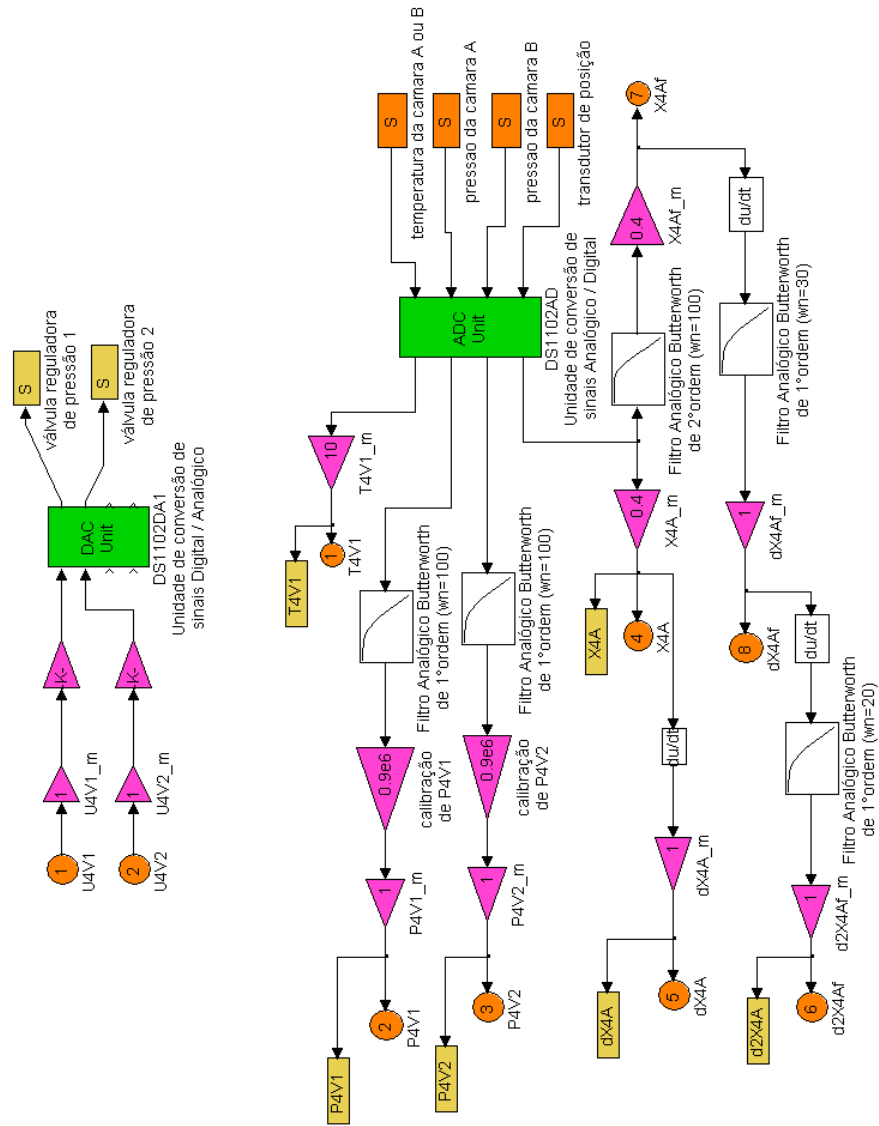 S
válvula reguladora
de pressão 1
S
válvula reguladora
de pressão 2
DAC
Unit
DS1102DA1
Unidade de conversão de
sinais Digital / Analógico
K-
K-
1
U4V1_m
1
U4V2_m
1
U4V1
2
U4V2
S
temperatura da camara A ou B
S
pressão da camara A
S
pressão da camara B
S
transdutor de posição
ADC
Unit
DS1102AD
Unidade de conversão de
sinais Analógico / Digital
10
T4V1_m
T4V1
1
T4V1
Filtro Analógico Butterworth
de 1°ordem (wn=100)
0.9e6
calibração
de P4V1
1
P4V1_m
P4V1
2
P4V1
Filtro Analógico Butterworth
de 1°ordem (wn=100)
0.9e6
calibração
de P4V2
1
P4V2_m
P4V2
3
P4V2
0.4
X4A_m
X4A
4
X4A
du/dt
1
dX4A_m
dX4A
5
dX4A
Filtro Analógico Butterworth
de 2°ordem (wn=100)
0.4
X4Af_m
7
X4Af
du/dt
Filtro Analógico Butterworth
de 1°ordem (wn=30)
1
dX4Af_m
8
dX4Af
du/dt
Filtro Analógico Butterworth
de 1°ordem (wn=20)
1
d2X4Af_m
d2X4A
6
d2X4Af